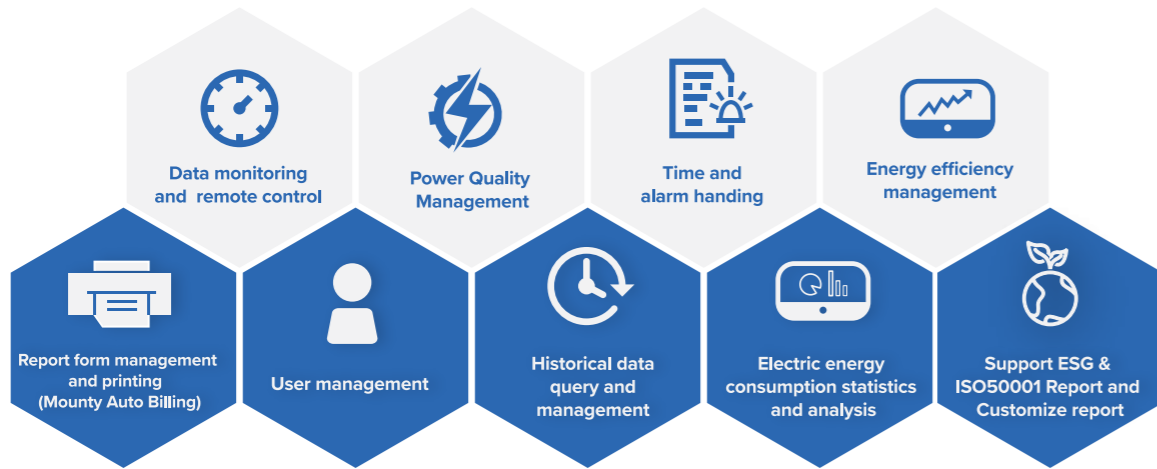 Data monitoring
and remote control
Power Quality
Management
Time and
alarm handing
Energy efficiency
management
Report form management
and printing
(Mounty Auto Billing)
User management
Historical data
query and
management
Electric energy
consumption statistics
and analysis
Support ESG &
ISO50001 Report and
Customize report